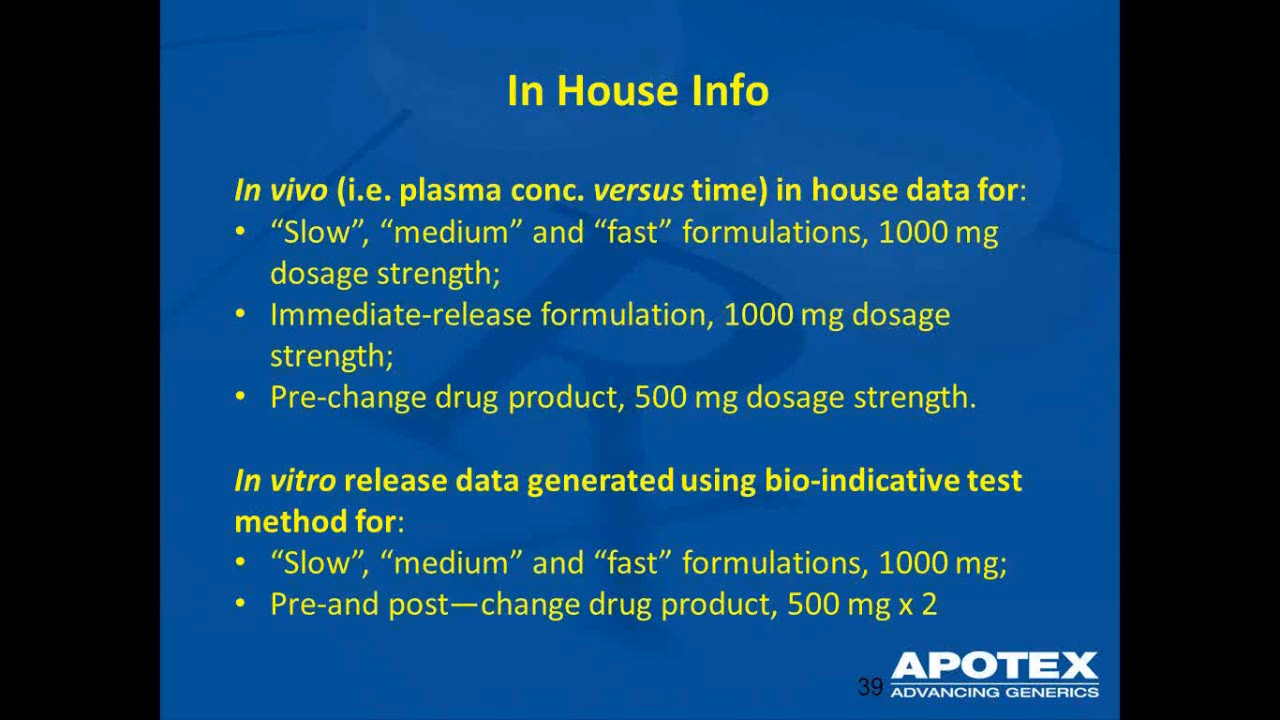 In House Info
In vivo (i.e. plasma conc. versus time) in house data for:
• “Slow”, “medium” and “fast” formulations, 1000 mg
dosage strength;
• Immediate-release formulation, 1000 mg dosage
strength;
• Pre-change drug product, 500 mg dosage strength.
In vitro release data generated using bio-indicative test
method for:
• “Slow”, “medium” and “fast” formulations, 1000 mg;
• Pre-and post—change drug product, 500 mg x 2
39
APOTEX
ADVANCING GENERICS